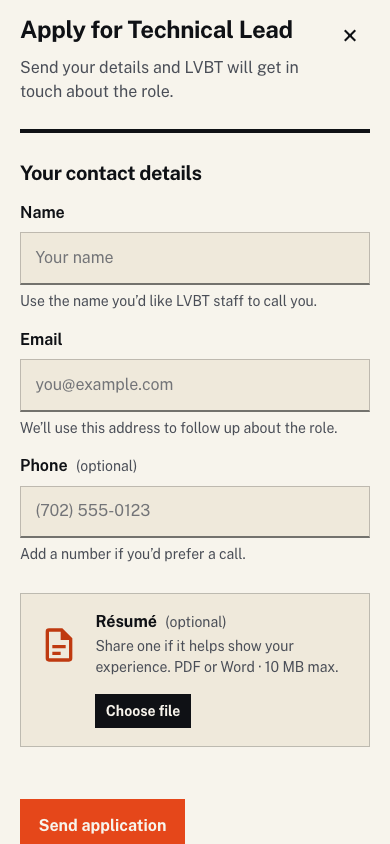 Apply for Technical Lead
Send your details and LVBT will get in
touch about the role.
Your contact details
Name
Your name
Use the name you’d like LVBT staff to call you.
Email
you@example.com
We’ll use this address to follow up about the role.
Phone (optional)
(702) 555-0123
Add a number if you’d prefer a call.
Résumé (optional)
Share one if it helps show your
experience. PDF or Word · 10 MB max.
Choose file
Send application